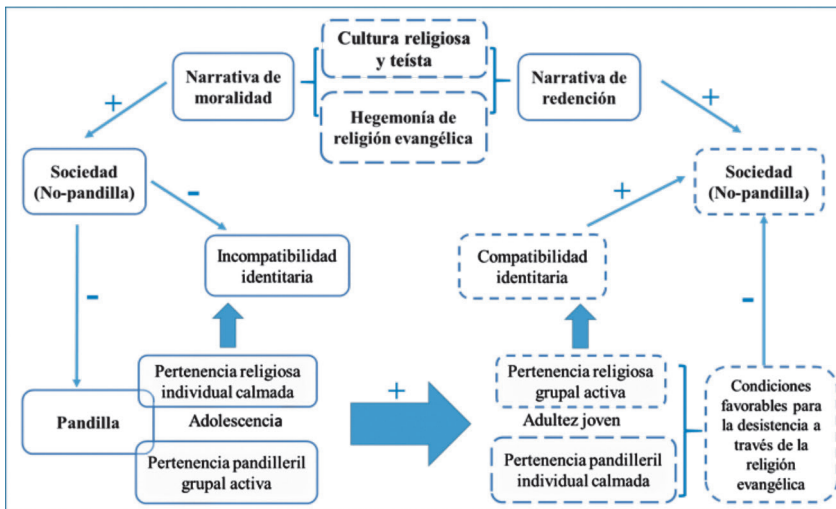 Cultura religiosa
y teísta
Narrativa de
moralidad
Narrativa de
redención
Hegemonía de
religión evangélica
+
+
Sociedad
(No-pandilla)
-
Sociedad
(No-pandilla)
+
Incompatibilidad
identitaria
Compatibilidad
identitaria
-
-
Pertenencia religiosa
individual calmada
Pandilla
Adolescencia
Pertenencia pandilleril
grupal activa
+
Pertenencia religiosa
grupal activa
Adultez joven
Pertenencia pandilleril
individual calmada
Condiciones
favorables para
la desistencia a
través de la
religión
evangélica